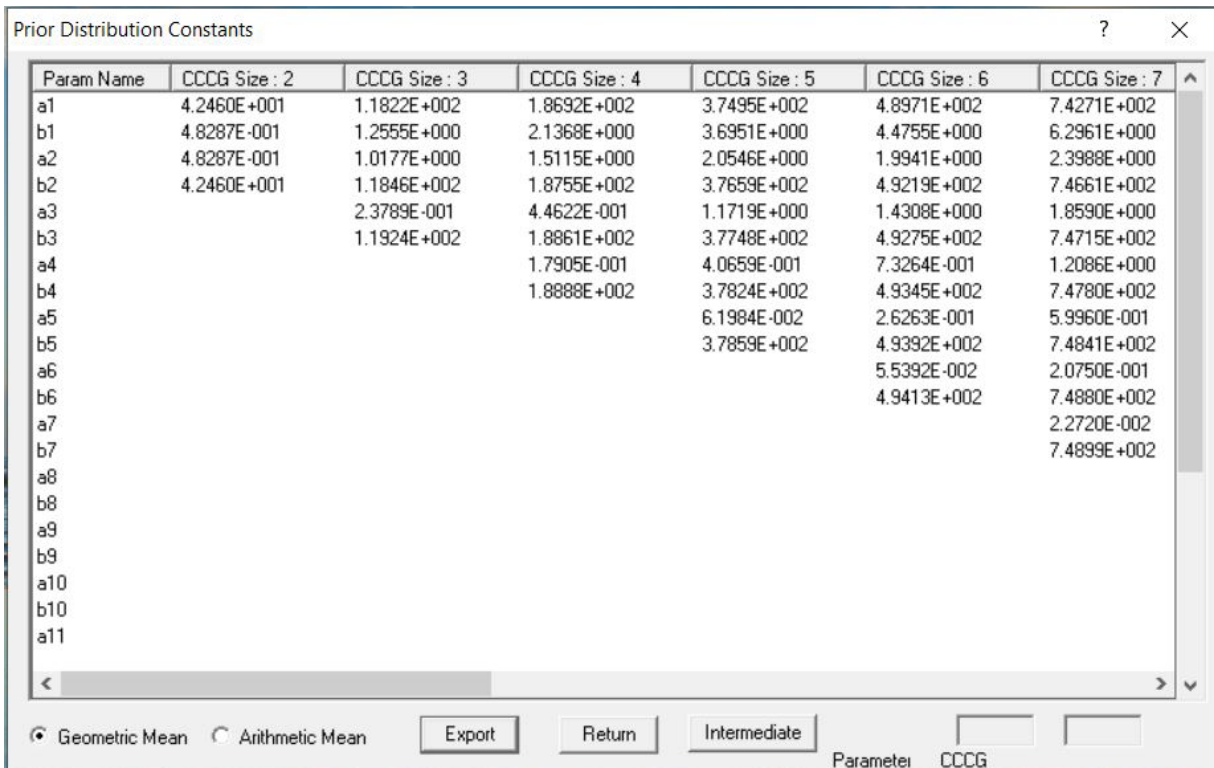 Prior Distribution Constants ?
Param Name CCCG Size : 2 CCCG Size : 3 CCCG Size : 4 CCCG Size : 5 CCCG Size : 6 CCCG Size : 7
a1 4.2460E+001 1.1822E+002 1.8692E+002 3.7495E+002 4.8971E+002 7.4271E+002
b1 4.8287E-001 1.2555E+000 2.1368E+000 3.6951E+000 4.4755E+000 6.2961E+000
a2 4.8287E-001 1.0177E+000 1.5115E+000 2.0546E+000 1.9941E+000 2.3988E+000
b2 4.2460E+001 1.1846E+002 1.8755E+002 3.7659E+002 4.9219E+002 7.4661E+002
a3 2.3789E-001 4.4622E-001 1.1719E+000 1.4308E+000 1.8590E+000
b3 1.1924E+002 1.8861E+002 3.7748E+002 4.9275E+002 7.4715E+002
a4 1.7905E-001 4.0659E-001 7.3264E-001 1.2086E+000
b4 1.8888E+002 3.7824E+002 4.9345E+002 7.4780E+002
a5 6.1984E-002 2.6263E-001 5.9960E-001
b5 3.7859E+002 4.9392E+002 7.4841E+002
a6 5.5392E-002 2.0750E-001
b6 4.9413E+002 7.4880E+002
a7 2.2720E-002
b7 7.4899E+002
a8
b8
a9
b9
a10
b10
a11
Geometric Mean Arithmetic Mean Export Return Intermediate
Parameter CCCG